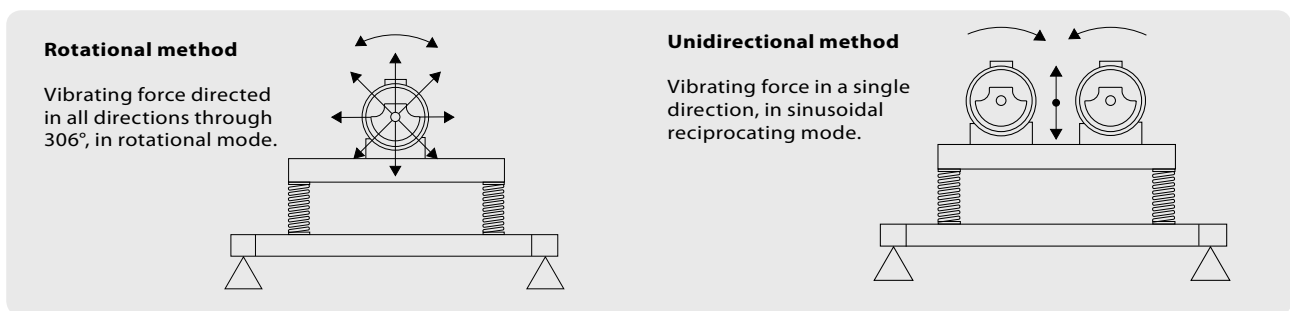 Rotational method
Vibrating force directed
in all directions through
306°, in rotational mode.
Unidirectional method
Vibrating force in a single
direction, in sinusoidal
reciprocating mode.